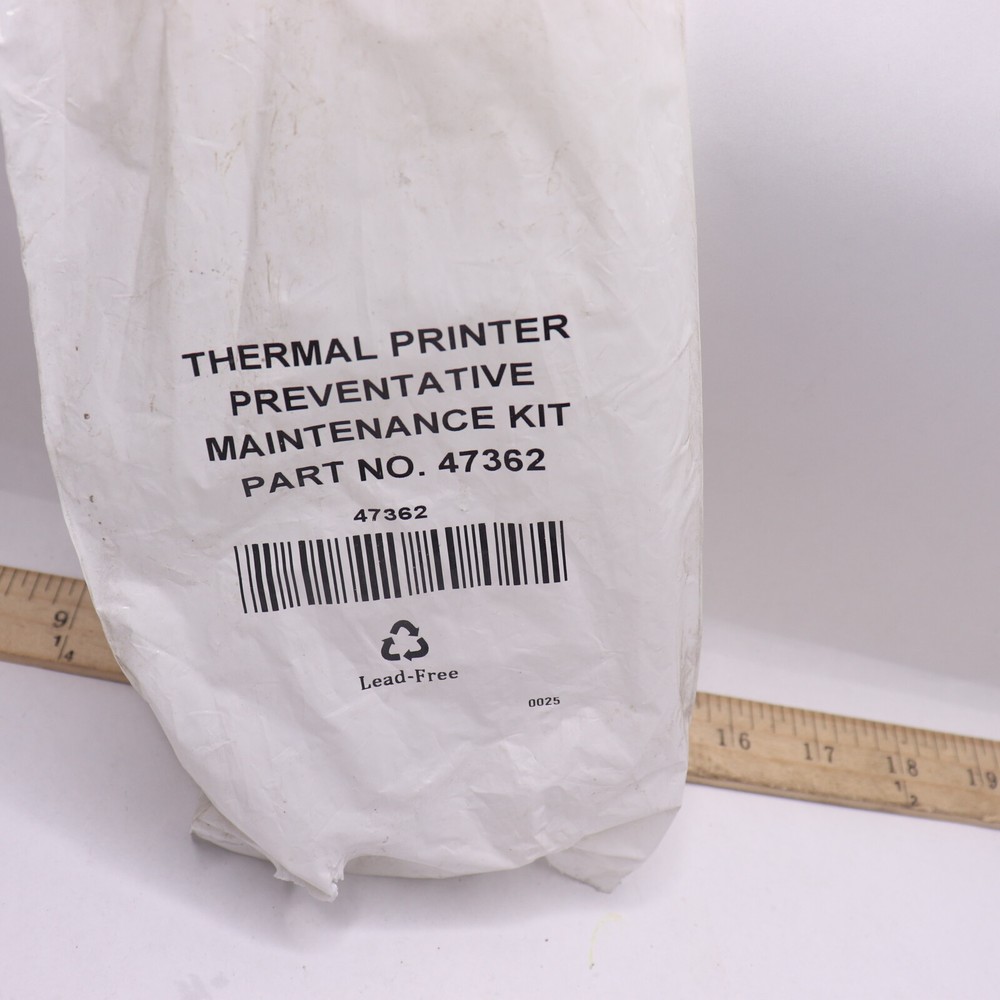 THERMAL PRINTER
PREVENTATIVE
MAINTENANCE KIT
PART NO. 47362
47362
Lead-Free
0025
9
1/4
16
17
18
1/2
19